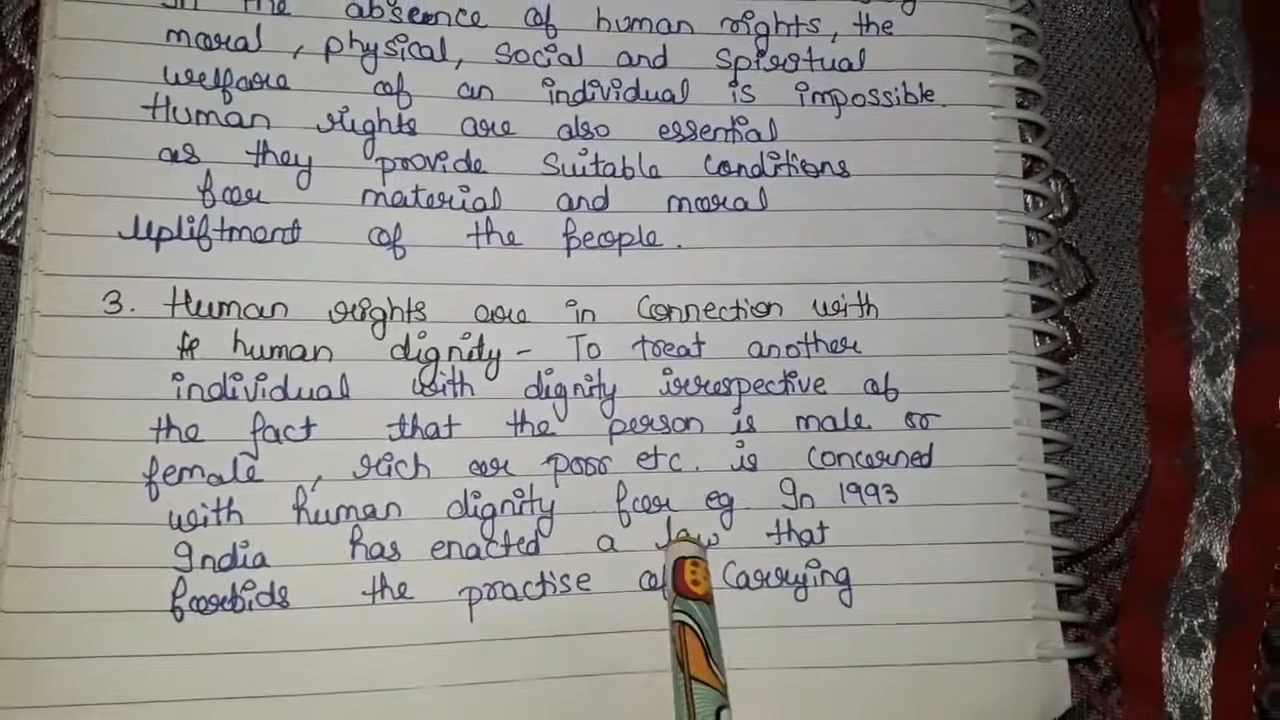 In the absence of human rights, the
moral, physical, social and spiritual
welfare of an individual is impossible.
Human rights are also essential
as they provide suitable conditions
for material and moral
upliftment of the people.
3. Human rights are in connection with
human dignity - To treat another
individual with dignity irrespective of
the fact that the person is male or
female, rich or poor etc. is concerned
with human dignity for eg In 1993
India has enacted a law that
forbids the practise of carrying